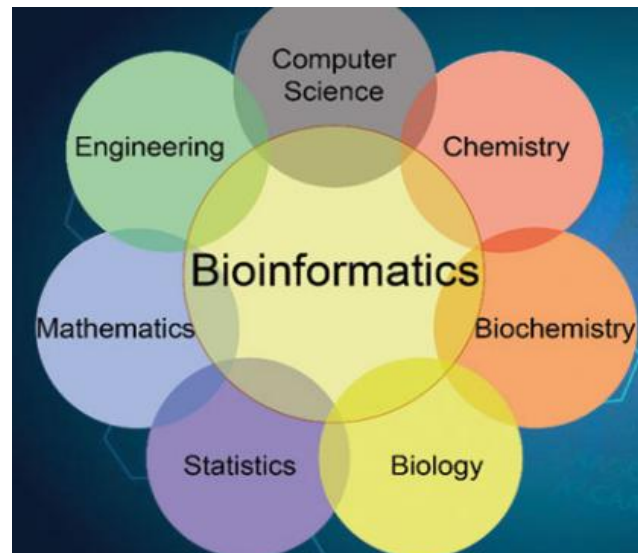 Computer
Science
Engineering
Chemistry
Bioinformatics
Mathematics
Biochemistry
Statistics
Biology